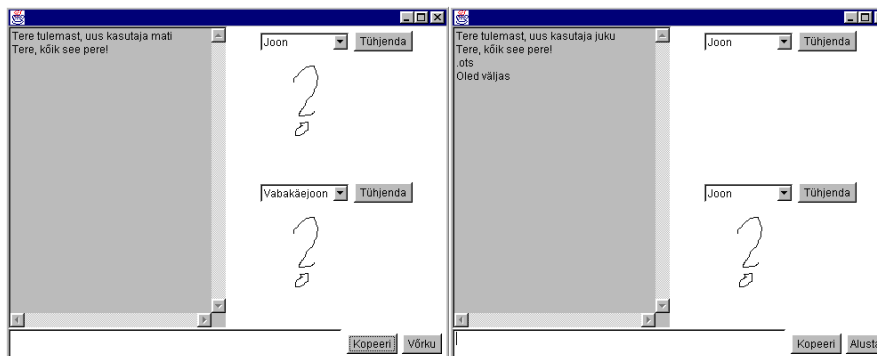 Tere tulemast, uus kasutaja mati
Tere, kõik see pere!
Joon
Tühjenda
Vabakäejoon
Tühjenda
Kopeeri
Võrku
Tere tulemast, uus kasutaja juku
Tere, kõik see pere!
.ots
Oled väljas
Joon
Tühjenda
Joon
Tühjenda
Kopeeri
Alusta